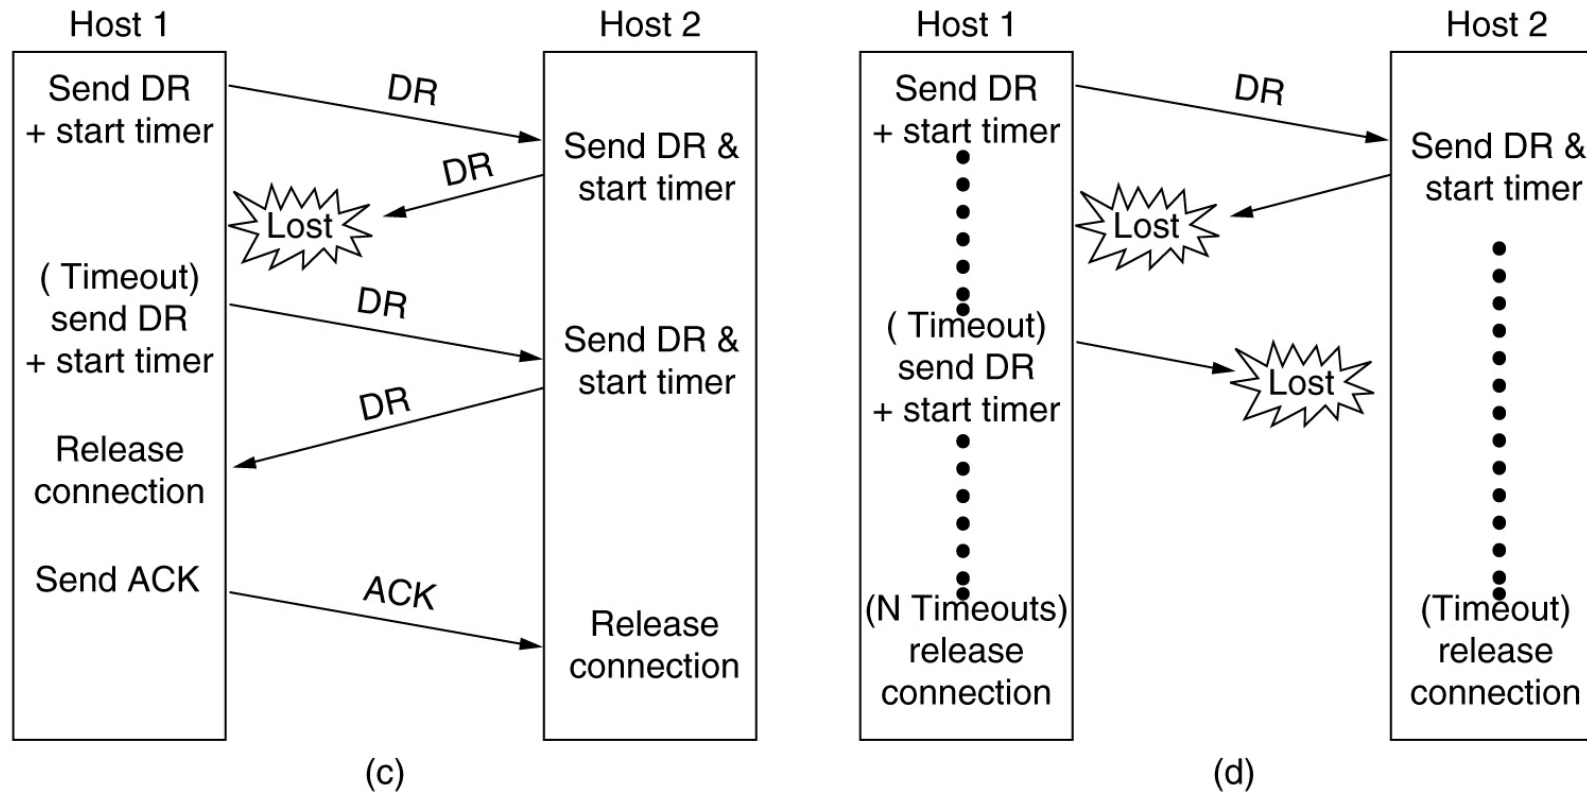 Host 1
Host 2
Send DR
+ start timer
DR
Send DR &
start timer
DR
Lost
( Timeout)
send DR
+ start timer
DR
Send DR &
start timer
DR
Release
connection
Send ACK
ACK
Release
connection
(c)
Host 1
Host 2
Send DR
+ start timer
DR
Send DR &
start timer
Lost
( Timeout)
send DR
+ start timer
Lost
(N Timeouts)
release
connection
(Timeout)
release
connection
(d)